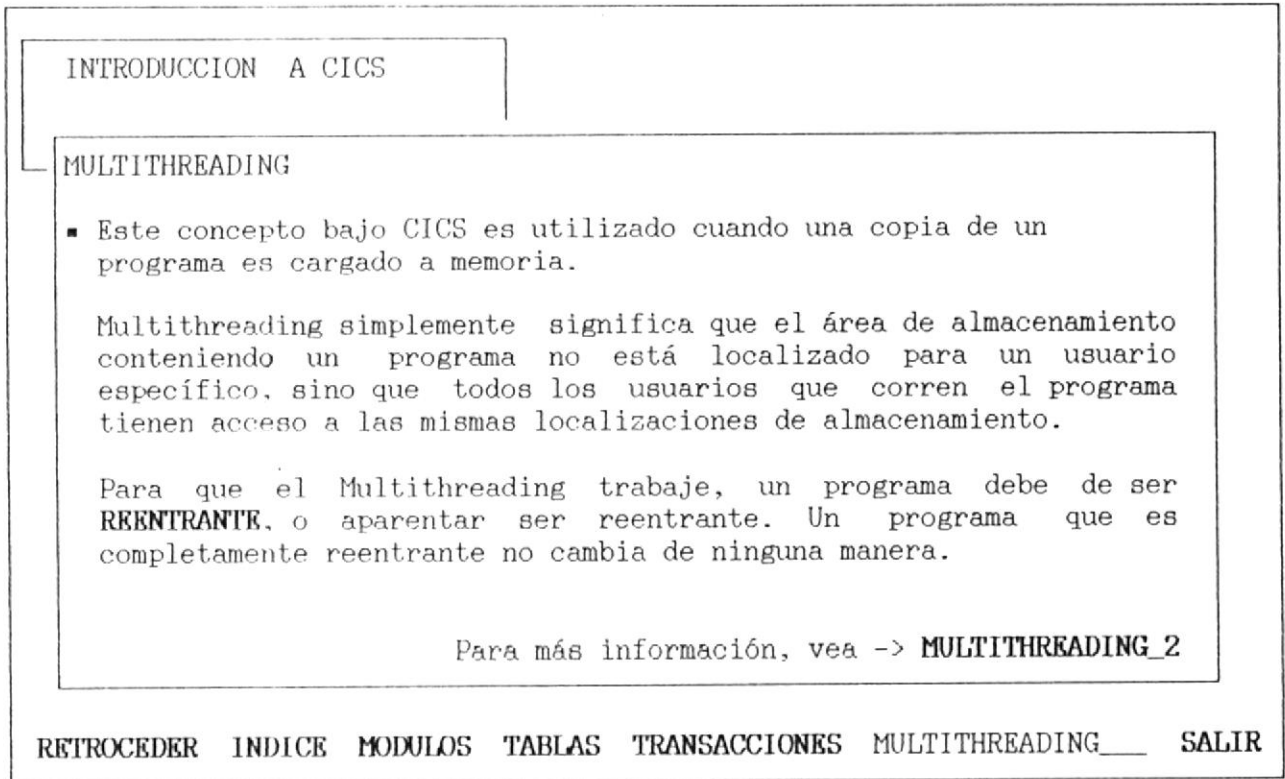 INTRODUCCION A CICS
MULTITHREADING
▪ Este concepto bajo CICS es utilizado cuando una copia de un
programa es cargado a memoria.
Multithreading simplemente significa que el área de almacenamiento
conteniendo un programa no está localizado para un usuario
específico, sino que todos los usuarios que corren el programa
tienen acceso a las mismas localizaciones de almacenamiento.
Para que el Multithreading trabaje, un programa debe de ser
REENTRANTE, o aparentar ser reentrante. Un programa que es
completamente reentrante no cambia de ninguna manera.
Para más información, vea -> MULTITHREADING_2
RETROCEDER INDICE MODULOS TABLAS TRANSACCIONES MULTITHREADING___ SALIR